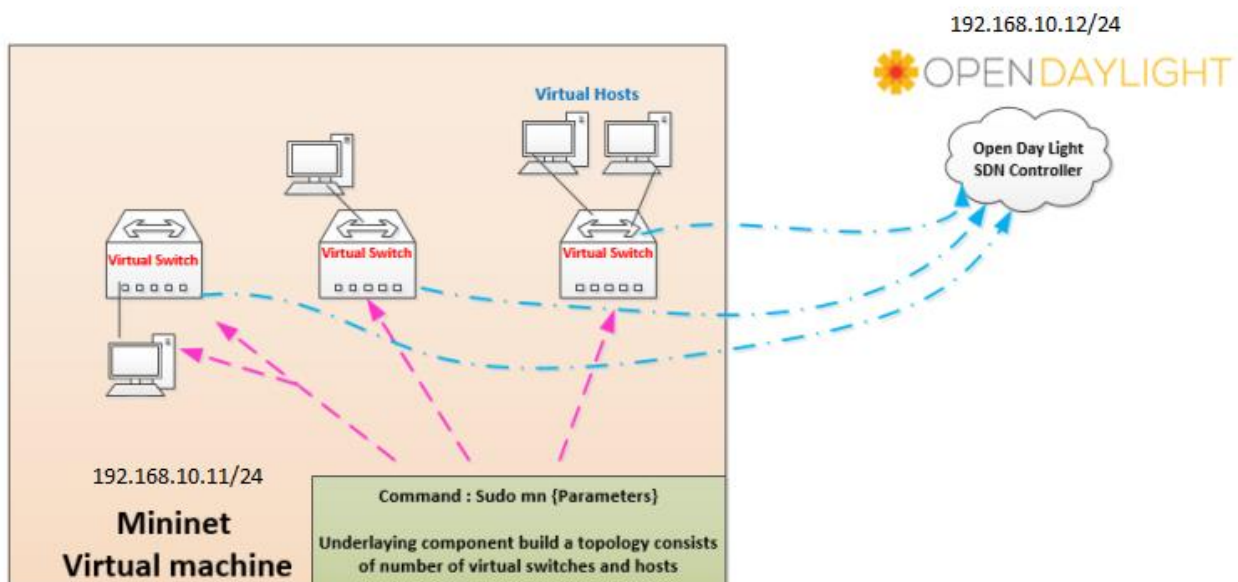 192.168.10.12/24
OPENDAYLIGHT
Virtual Hosts
Open Day Light
SDN Controller
Virtual Switch
Virtual Switch
Virtual Switch
192.168.10.11/24
Mininet
Virtual machine
Command : Sudo mn {Parameters}
Underlaying component build a topology consists
of number of virtual switches and hosts